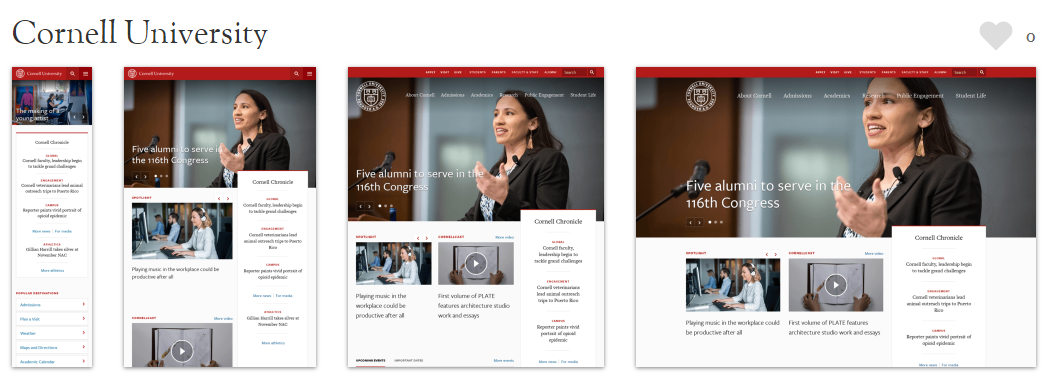 Cornell University
0
Cornell University
The making of a
young artist
Cornell Chronicle
GLOBAL
Cornell faculty, leadership begin
to tackle grand challenges
ENGAGEMENT
Cornell veterinarians lead animal
outreach trips to Puerto Rico
CAMPUS
Reporter paints vivid portrait of
opioid epidemic
More news | For media
ATHLETICS
Gillian Harrill takes silver at
November NAC
More athletics
POPULAR DESTINATIONS
Admissions
Plan a Visit
Weather
Maps and Directions
Academic Calendar
Cornell University
Five alumni to serve in
the 116th Congress
SPOTLIGHT
Playing music in the workplace could be
productive after all
CORNELLCAST
More video
Cornell Chronicle
GLOBAL
Cornell faculty, leadership begin
to tackle grand challenges
ENGAGEMENT
Cornell veterinarians lead animal
outreach trips to Puerto
Rico
CAMPUS
Reporter paints vivid portrait of
opioid epidemic
More news | For media
ATHLETICS
Gillian Harrill takes silver at
November NAC
More athletics
APPLY VISIT GIVE STUDENTS PARENTS FACULTY & STAFF ALUMNI Search
About Cornell Admissions Academics Research Public Engagement Student Life
Five alumni to serve in the
116th Congress
SPOTLIGHT
Playing music in the
workplace could be
productive after all
CORNELLCAST More video
First volume of PLATE
features architecture studio
work and essays
UPCOMING EVENTS IMPORTANT DATES More events
Cornell Chronicle
GLOBAL
Cornell faculty,
leadership begin to
tackle grand challenges
ENGAGEMENT
Cornell veterinarians
lead animal outreach
trips to Puerto Rico
CAMPUS
Reporter paints vivid
portrait of opioid
epidemic
More news | For media
APPLY VISIT GIVE STUDENTS PARENTS FACULTY & STAFF ALUMNI Search
About Cornell Admissions Academics Research Public Engagement Student Life
Five alumni to serve in the
116th Congress
SPOTLIGHT
Playing music in the workplace could
be productive after all
CORNELLCAST More video
First volume of PLATE features
architecture studio work and essays
Cornell Chronicle
GLOBAL
Cornell faculty, leadership
begin to tackle grand
challenges
ENGAGEMENT
Cornell veterinarians lead
animal outreach trips to
Puerto Rico
CAMPUS
Reporter paints vivid
portrait of opioid epidemic
More news | For media